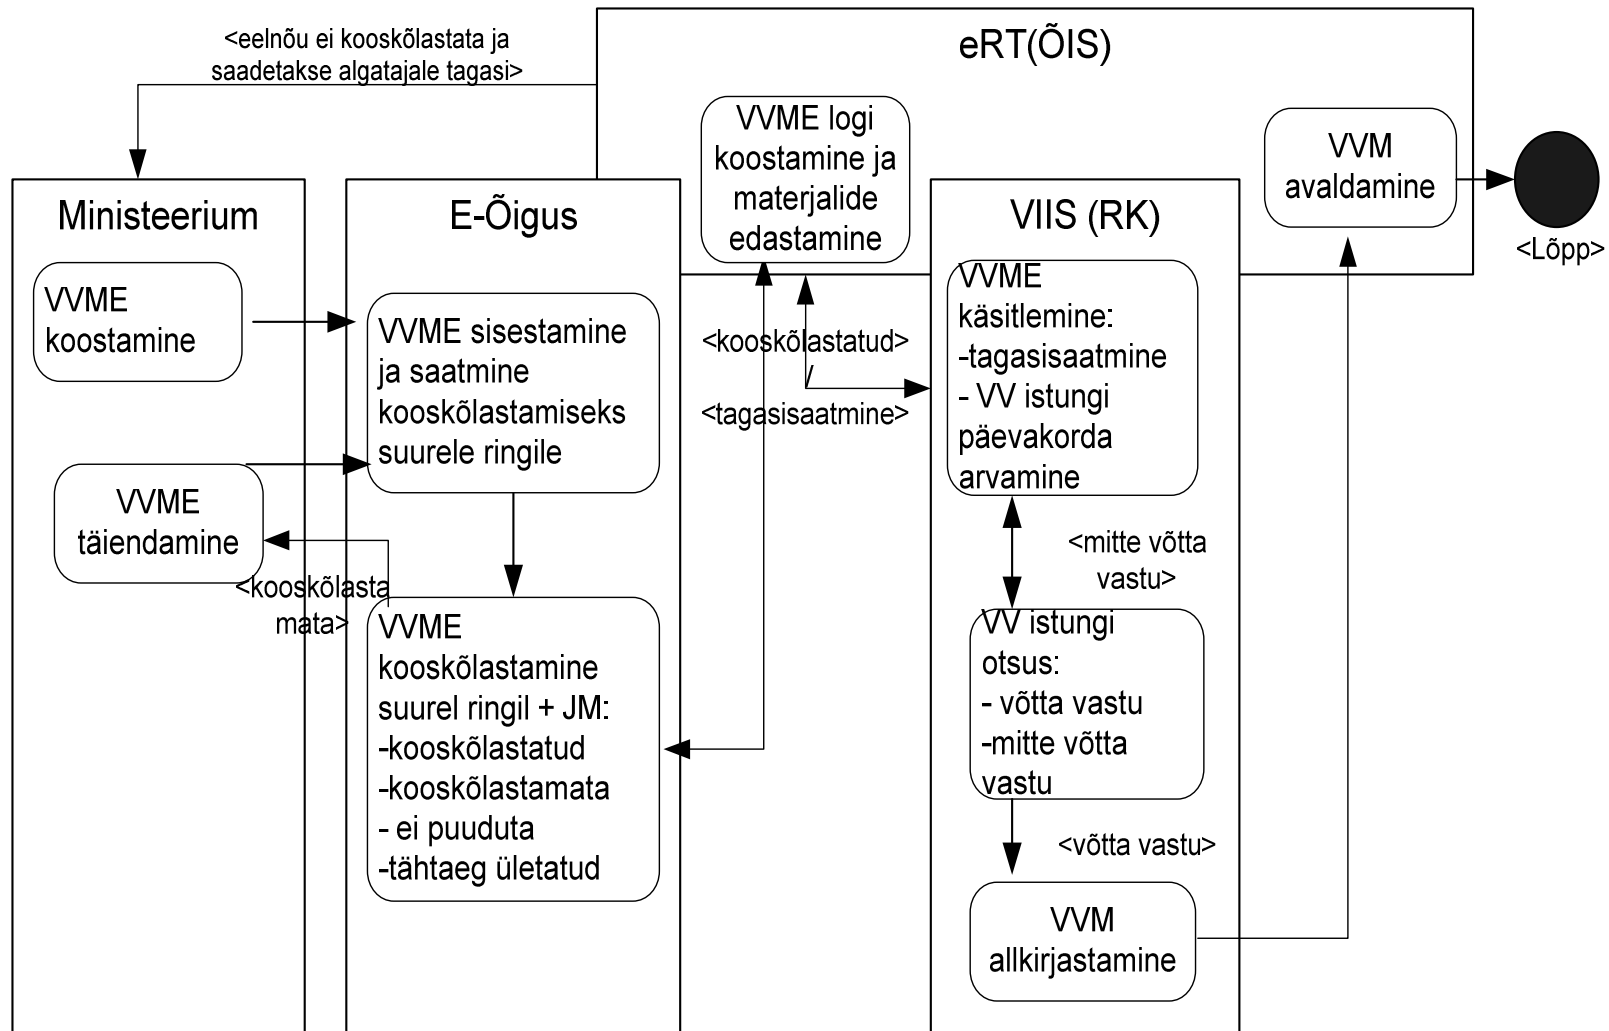 <eelnõu ei kooskõlastata ja
saadetakse algatajale tagasi>
eRT(ÕIS)
VVME logi
koostamine ja
materjalide
edastamine
VVM
avaldamine
<Lõpp>
Ministeerium
E-Õigus
VIIS (RK)
VVME
koostamine
VVME sisestamine
ja saatmine
kooskõlastamiseks
suurele ringile
<kooskõlastatud>
/
<tagasisaatmine>
VVME
käsitlemine:
-tagasisaatmine
- VV istungi
päevakorda
arvamine
VVME
täiendamine
<kooskõlasta
mata>
<mitte võtta
vastu>
VVME
kooskõlastamine
suurel ringil + JM:
-kooskõlastatud
-kooskõlastamata
- ei puuduta
-tähtaeg ületatud
VV istungi
otsus:
- võtta vastu
-mitte võtta
vastu
<võtta vastu>
VVM
allkirjastamine